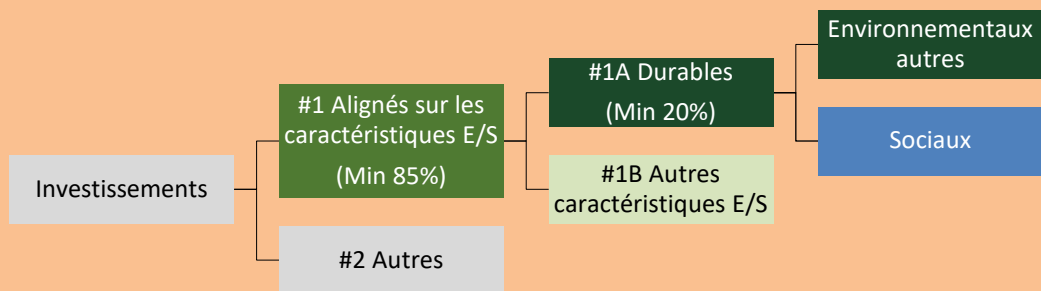 Investissements
#1 Alignés sur les
caractéristiques E/S
(Min 85%)
#2 Autres
#1A Durables
(Min 20%)
#1B Autres
caractéristiques E/S
Environnementaux
autres
Sociaux